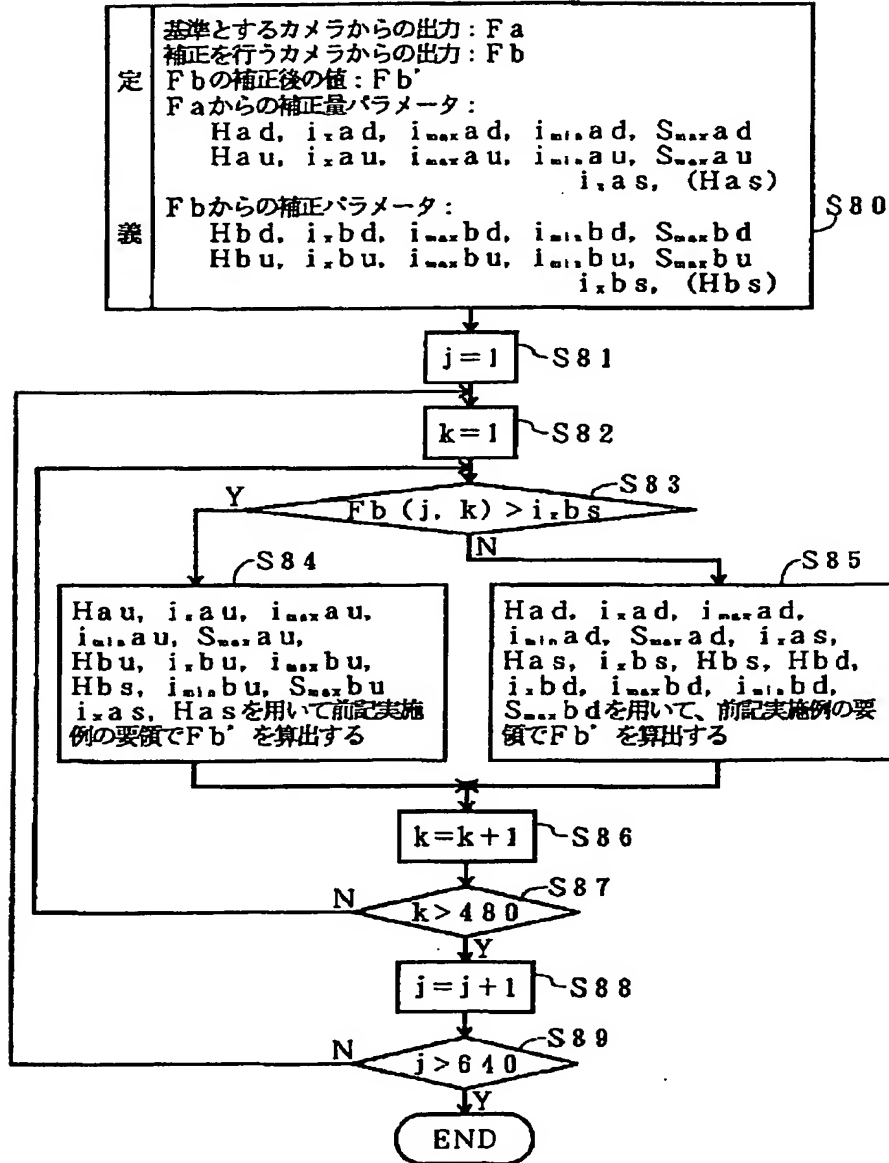 定義
基準とするカメラからの出力：Ｆａ
補正を行うカメラからの出力：Ｆｂ
Ｆｂの補正後の値：Ｆｂ'
Ｆａからの補正量パラメータ：
Had, iₓad, imaxad, iminad, Smaxad
Hau, iₓau, imaxau, iminau, Smaxau
iₓas, (Has)
Ｆｂからの補正パラメータ：
Hbd, iₓbd, imaxbd, iminbd, Smaxbd
Hbu, iₓbu, imaxbu, iminbu, Smaxbu
iₓbs, (Hbs)
S80
j=1
S81
k=1
S82
S83
Fb(j, k)>iₓbs
Y
N
S84
Hau, iₓau, imaxau,
iminau, Smaxau,
Hbu, iₓbu, imaxbu,
Hbs, iminbu, Smaxbu
iₓas, Hasを用いて前記実施
例の要領でFb'を算出する
S85
Had, iₓad, imaxad,
iminad, Smaxad, iₓas,
Has, iₓbs, Hbs, Hbd,
iₓbd, imaxbd, iminbd,
Smaxbdを用いて、前記実施例の要
領でFb'を算出する
k=k+1
S86
S87
N
k>480
Y
j=j+1
S88
S89
N
j>640
Y
END